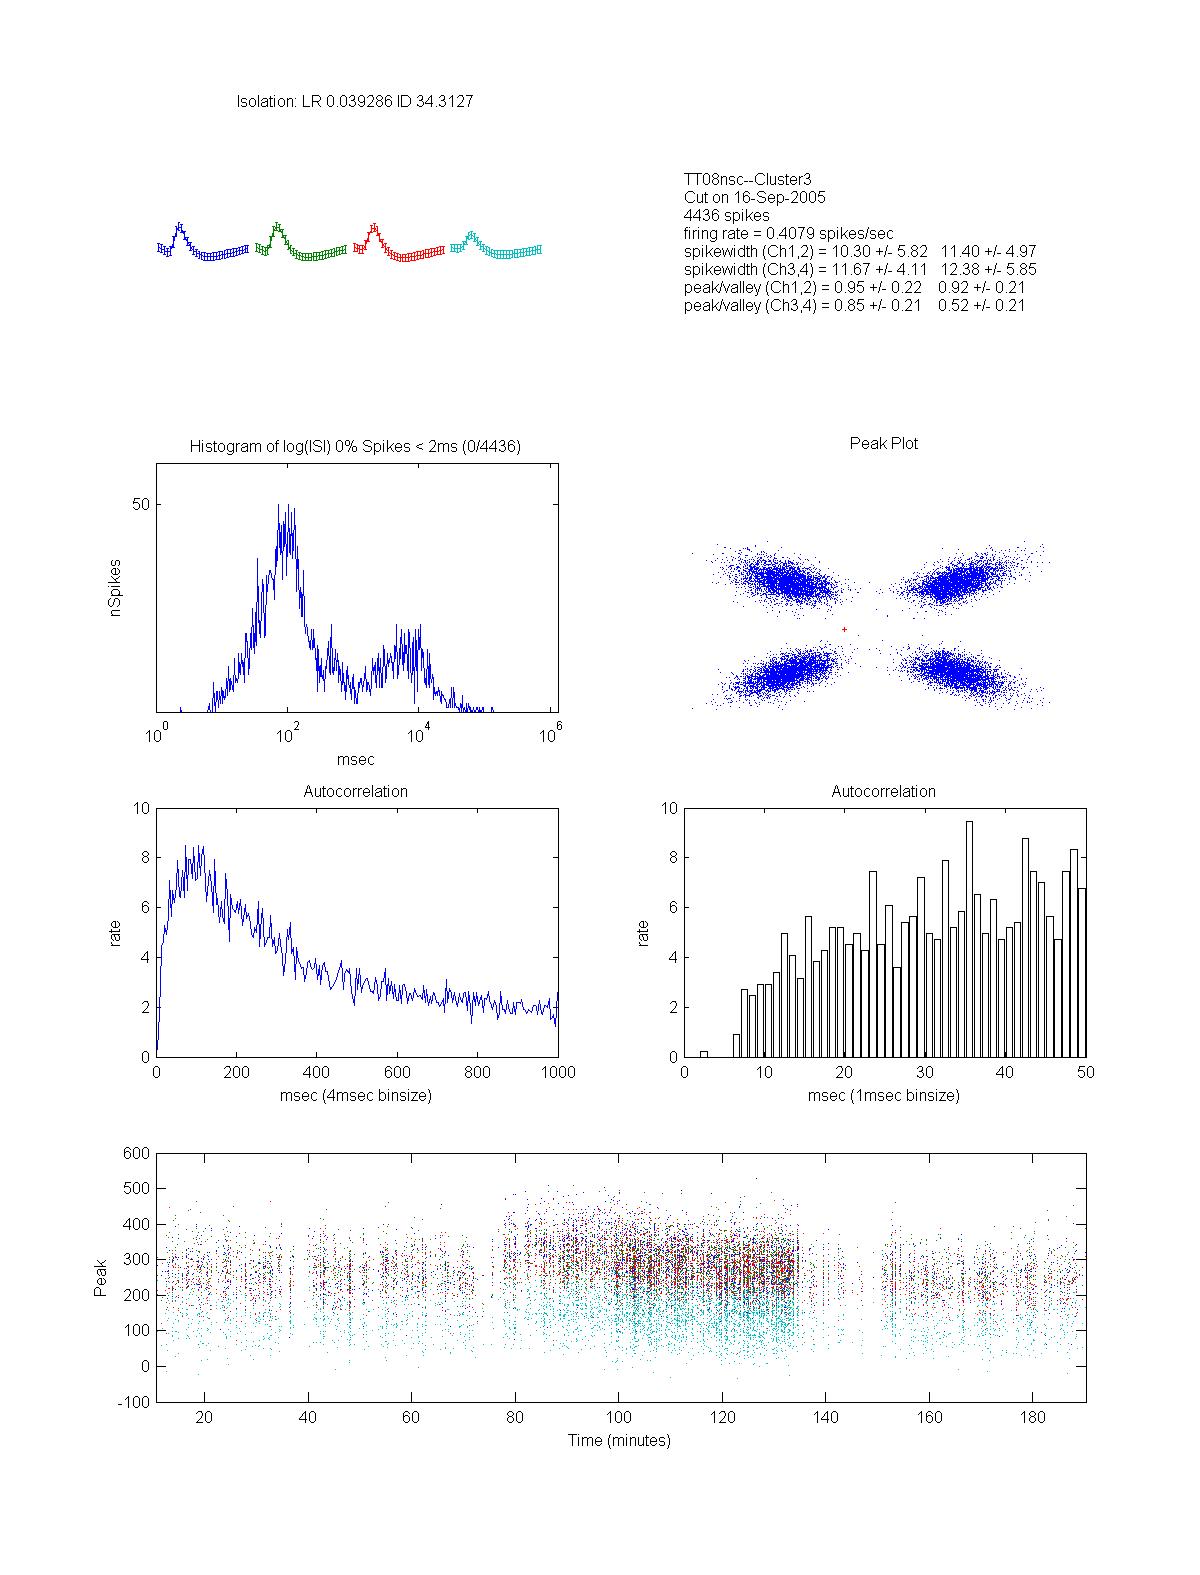 Isolation: LR 0.039286 ID 34.3127
TT08nsc--Cluster3
Cut on 16-Sep-2005
4436 spikes
firing rate = 0.4079 spikes/sec
spikewidth (Ch1,2) = 10.30 +/- 5.82 11.40 +/- 4.97
spikewidth (Ch3,4) = 11.67 +/- 4.11 12.38 +/- 5.85
peak/valley (Ch1,2) = 0.95 +/- 0.22 0.92 +/- 0.21
peak/valley (Ch3,4) = 0.85 +/- 0.21 0.52 +/- 0.21
Histogram of log(ISI) 0% Spikes < 2ms (0/4436)
50
nSpikes
10^0 10^2 10^4 10^6
msec
Peak Plot
Autocorrelation
10
8
6
4
2
0
rate
0 200 400 600 800 1000
msec (4msec binsize)
Autocorrelation
10
8
6
4
2
0
rate
0 10 20 30 40 50
msec (1msec binsize)
600
500
400
300
200
100
0
-100
Peak
20 40 60 80 100 120 140 160 180
Time (minutes)